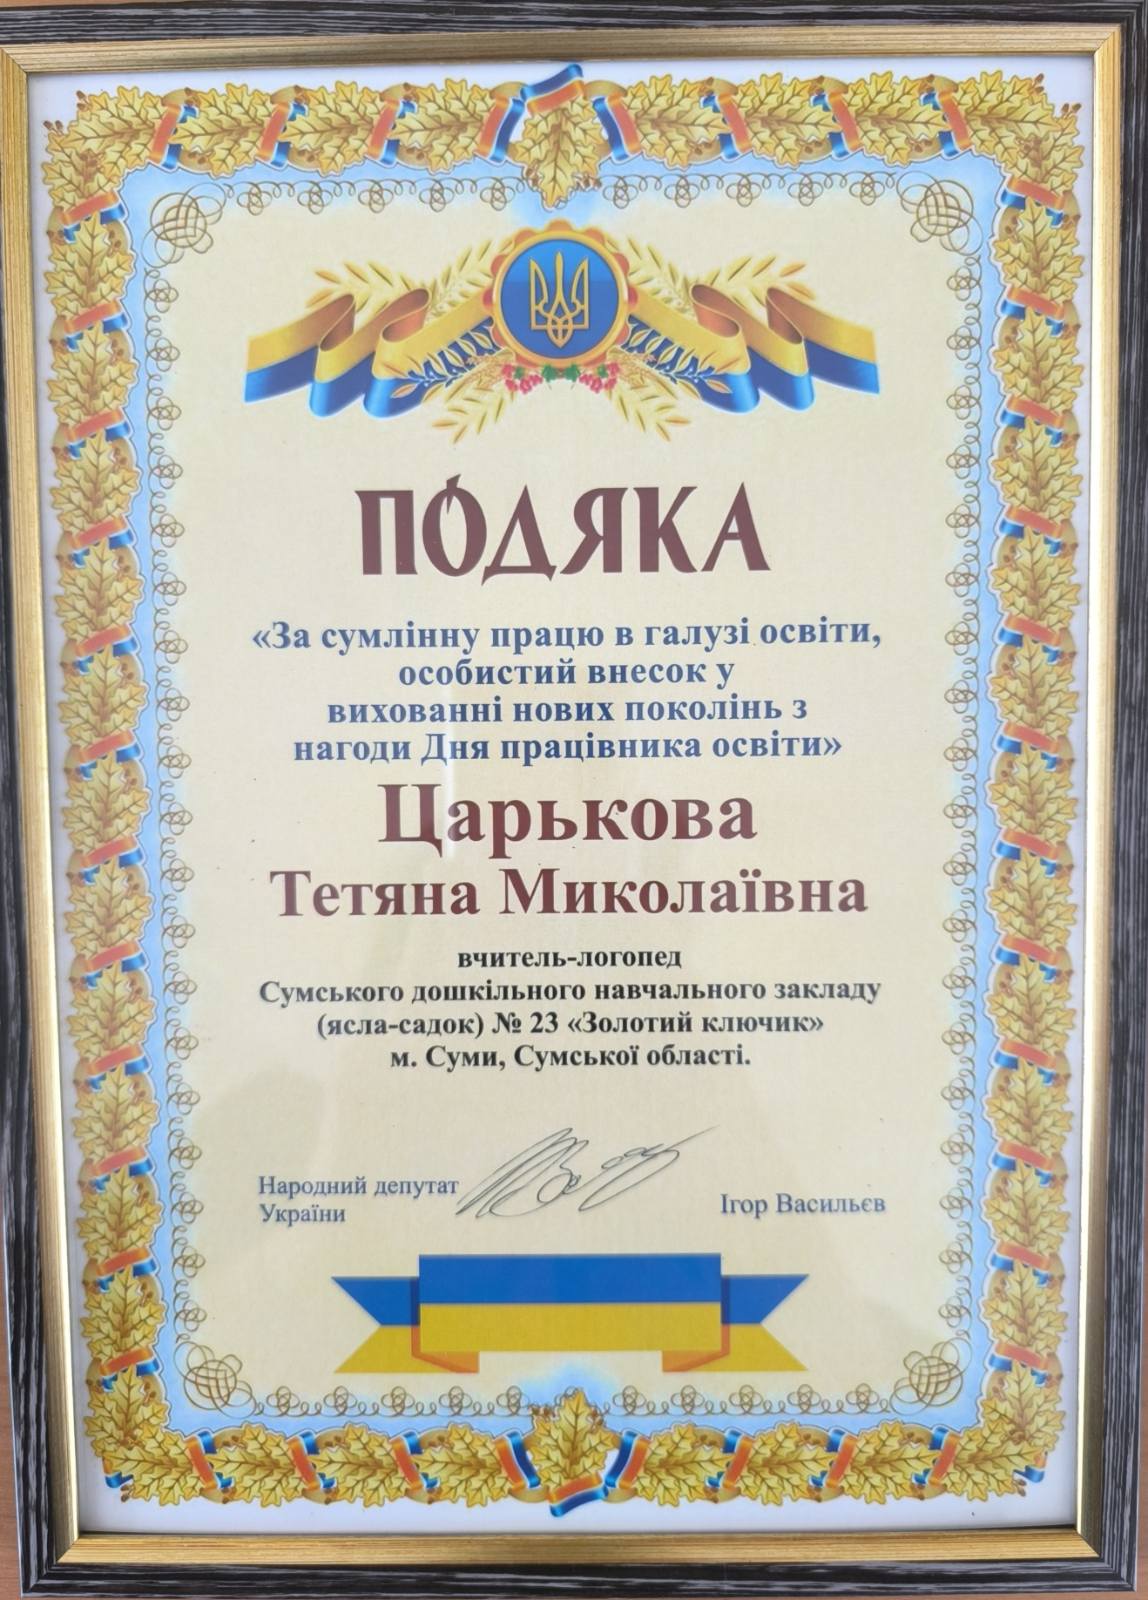 ПОДЯКА
«За сумлінну працю в галузі освіти,
особистий внесок у
вихованні нових поколінь з
нагоди Дня працівника освіти»
Царькова
Тетяна Миколаївна
вчитель-логопед
Сумського дошкільного навчального закладу
(ясла-садок) № 23 «Золотий ключик»
м. Суми, Сумської області.
Народний депутат
України
Ігор Васильєв